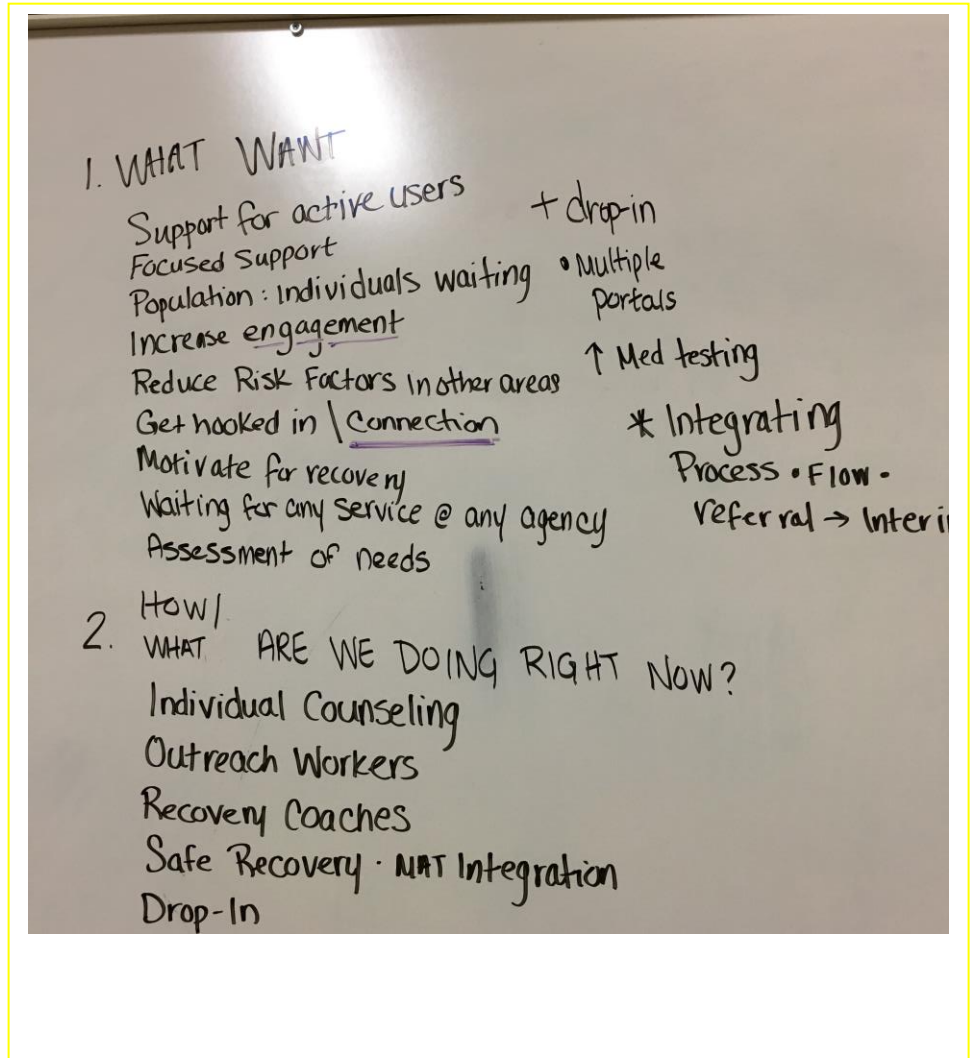 1. WHAT WANT
Support for active users
Focused Support
Population: Individuals waiting
Increase engagement
Reduce Risk Factors In other areas
Get hooked in \ Connection
Motivate for recovery
Waiting for any service @ any agency
Assessment of needs
+ drop-in
• Multiple
portals
↑ Med testing
* Integrating
Process • Flow •
referral → Interi
2. HOW/
WHAT ARE WE DOING RIGHT NOW?
Individual Counseling
Outreach Workers
Recovery Coaches
Safe Recovery · MAT Integration
Drop-In